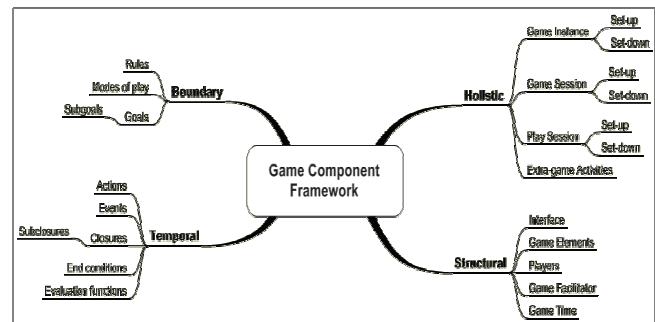 Game Component
Framework
Boundary
Rules
Modes of play
Goals
Subgoals
Temporal
Actions
Events
Closures
Subclosures
End conditions
Evaluation functions
Holistic
Game Instance
Set-up
Set-down
Game Session
Set-up
Set-down
Play Session
Set-up
Set-down
Extra-game Activities
Structural
Interface
Game Elements
Players
Game Facilitator
Game Time